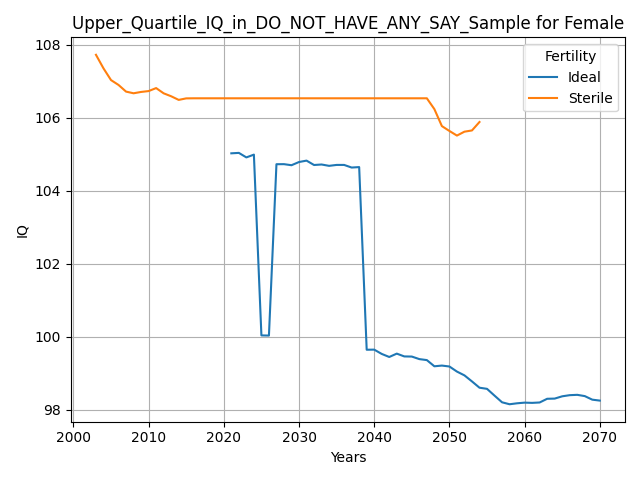 Upper_Quartile_IQ_in_DO_NOT_HAVE_ANY_SAY_Sample for Female
108
106
104
102
100
98
IQ
Fertility
Ideal
Sterile
2000 2010 2020 2030 2040 2050 2060 2070
Years